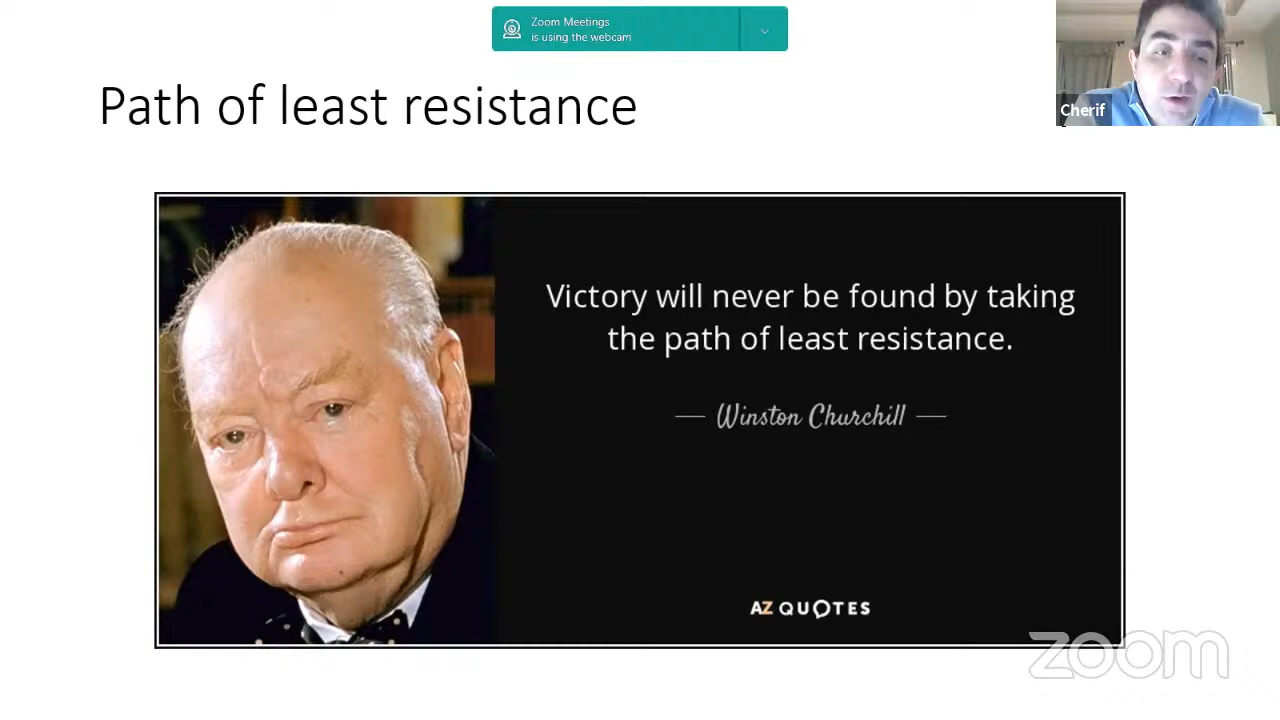 Zoom Meetings
is using the webcam
Cherif
Path of least resistance
Victory will never be found by taking
the path of least resistance.
Winston Churchill
AZ QUOTES
zoom